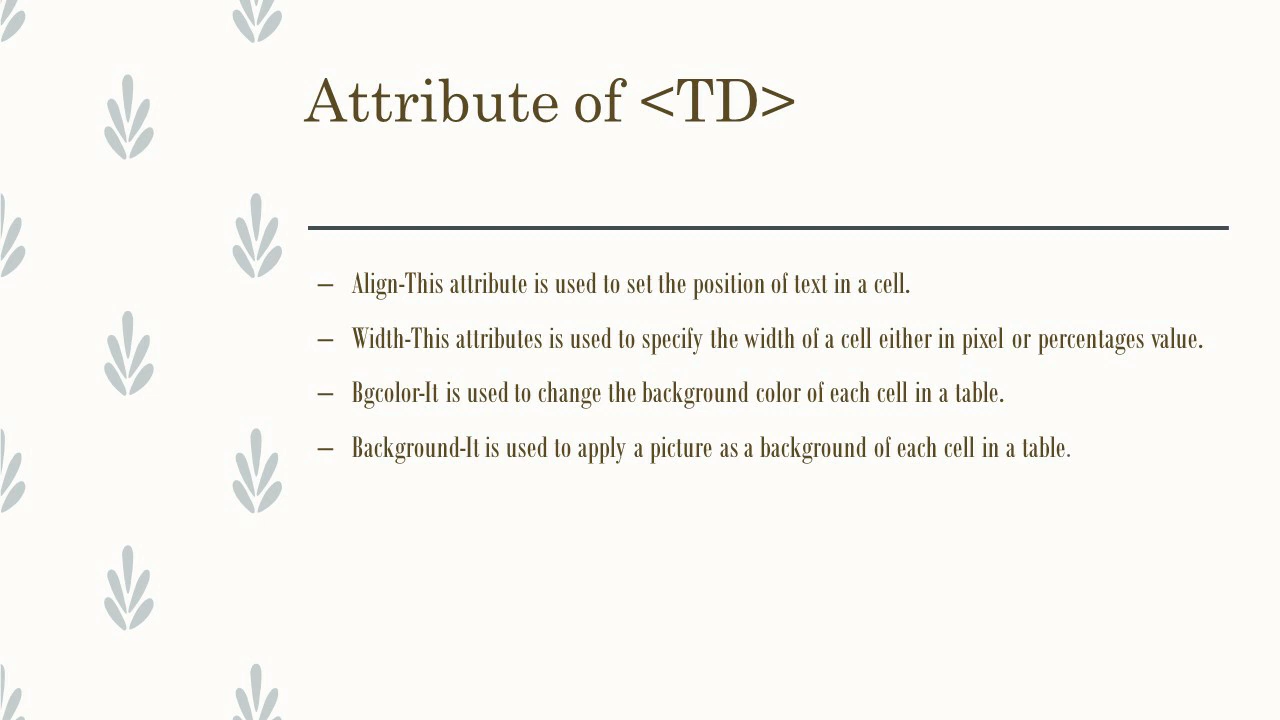 Attribute of <TD>
– Align-This attribute is used to set the position of text in a cell.
– Width-This attributes is used to specify the width of a cell either in pixel or percentages value.
– Bgcolor-It is used to change the background color of each cell in a table.
– Background-It is used to apply a picture as a background of each cell in a table.